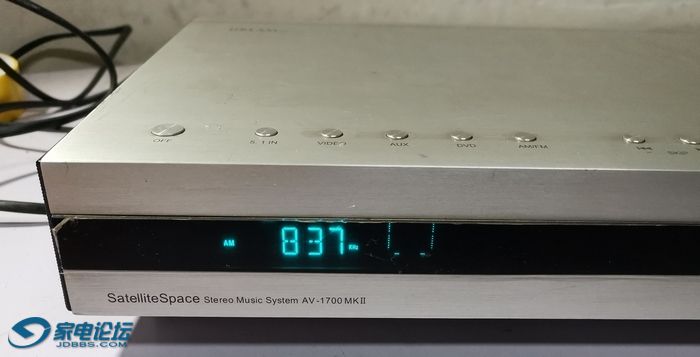 OFF
5.1 IN
VIDEO
AUX
DVD
AM/FM
SKIP
AM
837 KHz
SatelliteSpace Stereo Music System AV-1700 MKII
家电论坛
JDBBS.COM